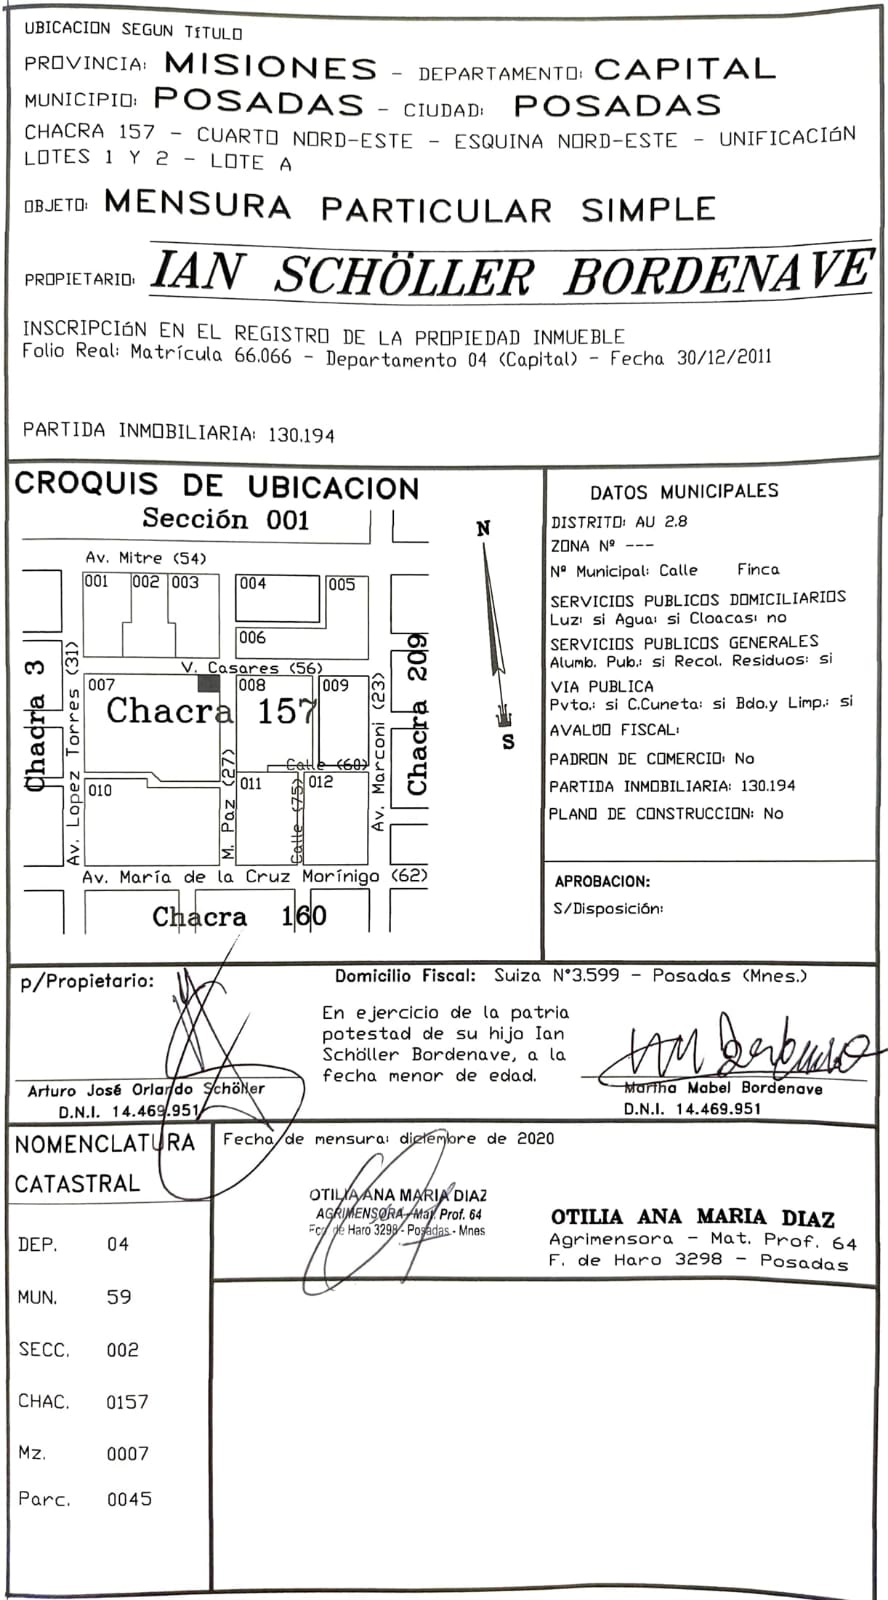 UBICACION SEGUN TíTULO
PROVINCIA: MISIONES - DEPARTAMENTO: CAPITAL
MUNICIPIO: POSADAS - CIUDAD: POSADAS
CHACRA 157 - CUARTO NORD-ESTE - ESQUINA NORD-ESTE - UNIFICACIóN
LOTES 1 Y 2 - LOTE A
OBJETO: MENSURA PARTICULAR SIMPLE
PROPIETARIO: IAN SCHÖLLER BORDENAVE
INSCRIPCIóN EN EL REGISTRO DE LA PROPIEDAD INMUEBLE
Folio Real: Matrícula 66.066 - Departamento 04 (Capital) - Fecha 30/12/2011
PARTIDA INMOBILIARIA: 130.194
CROQUIS DE UBICACION
Sección 001
Av. Mitre (54)
001 002 003 004 005
006
V. Casares (56)
007 008 009
Chacra 157
Chacra 3
Av. Lopez Torres (31)
M. Paz (27)
Calle (60)
Calle (75)
Av. Marconi (23)
Chacra 209
010 011 012
Av. María de la Cruz Morínigo (62)
Chacra 160
N
S
DATOS MUNICIPALES
DISTRITO: AU 2.8
ZONA Nº ---
Nº Municipal: Calle Finca
SERVICIOS PUBLICOS DOMICILIARIOS
Luz: si Agua: si Cloacas: no
SERVICIOS PUBLICOS GENERALES
Alumb. Pub.: si Recol. Residuos: si
VIA PUBLICA
Pvto.: si C.Cuneta: si Bdo.y Limp.: si
AVALUO FISCAL:
PADRON DE COMERCIO: No
PARTIDA INMOBILIARIA: 130.194
PLANO DE CONSTRUCCION: No
APROBACION:
S/Disposición:
p/Propietario:
Domicilio Fiscal: Suiza N°3.599 - Posadas (Mnes.)
En ejercicio de la patria
potestad de su hijo Ian
Schöller Bordenave, a la
fecha menor de edad.
Arturo José Orlando Schöller
D.N.I. 14.469.951
Martha Mabel Bordenave
D.N.I. 14.469.951
NOMENCLATURA
CATASTRAL
DEP. 04
MUN. 59
SECC. 002
CHAC. 0157
Mz. 0007
Parc. 0045
Fecha de mensura: diciembre de 2020
OTILIA ANA MARIA DIAZ
AGRIMENSORA - Mat. Prof. 64
Fco. de Haro 3298 - Posadas - Mnes
OTILIA ANA MARIA DIAZ
Agrimensora - Mat. Prof. 64
F. de Haro 3298 - Posadas